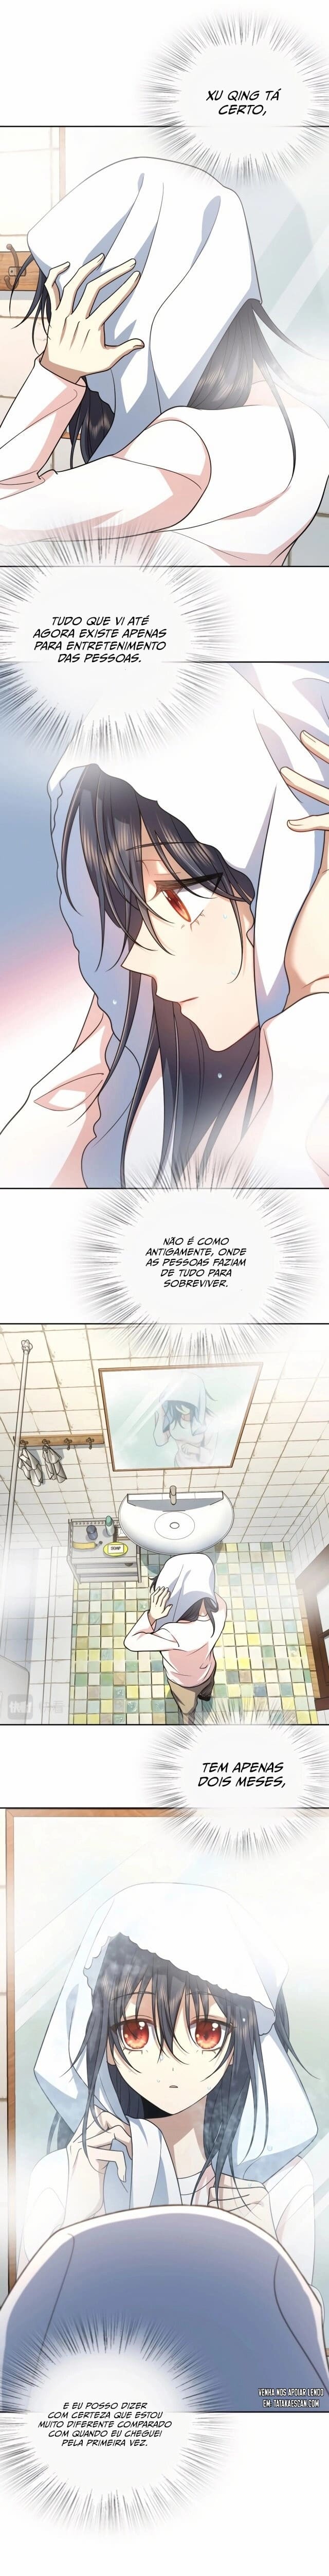 XU QING TÁ
CERTO,
TUDO QUE VI ATÉ
AGORA EXISTE APENAS
PARA ENTRETENIMENTO
DAS PESSOAS.
NÃO É COMO
ANTIGAMENTE, ONDE
AS PESSOAS FAZIAM
DE TUDO PARA
SOBREVIVER.
TEM APENAS
DOIS MESES,
VENHA NOS APOIAR LENDO
EM: TATAKAESCAN.COM
E EU POSSO DIZER
COM CERTEZA QUE ESTOU
MUITO DIFERENTE COMPARADO
COM QUANDO EU CHEGUEI
PELA PRIMEIRA VEZ.